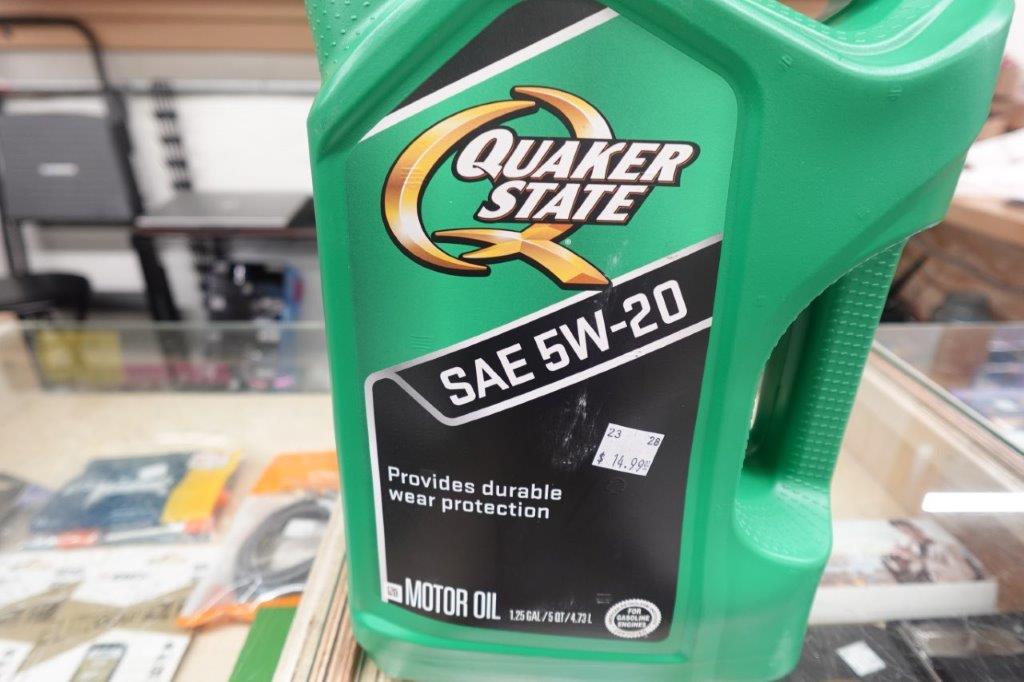 QUAKER
STATE
SAE 5W-20
23 28
$ 14.99
Provides durable
wear protection
MOTOR OIL 1.25 GAL / 5 QT / 4.73 L
FOR
GASOLINE
ENGINES